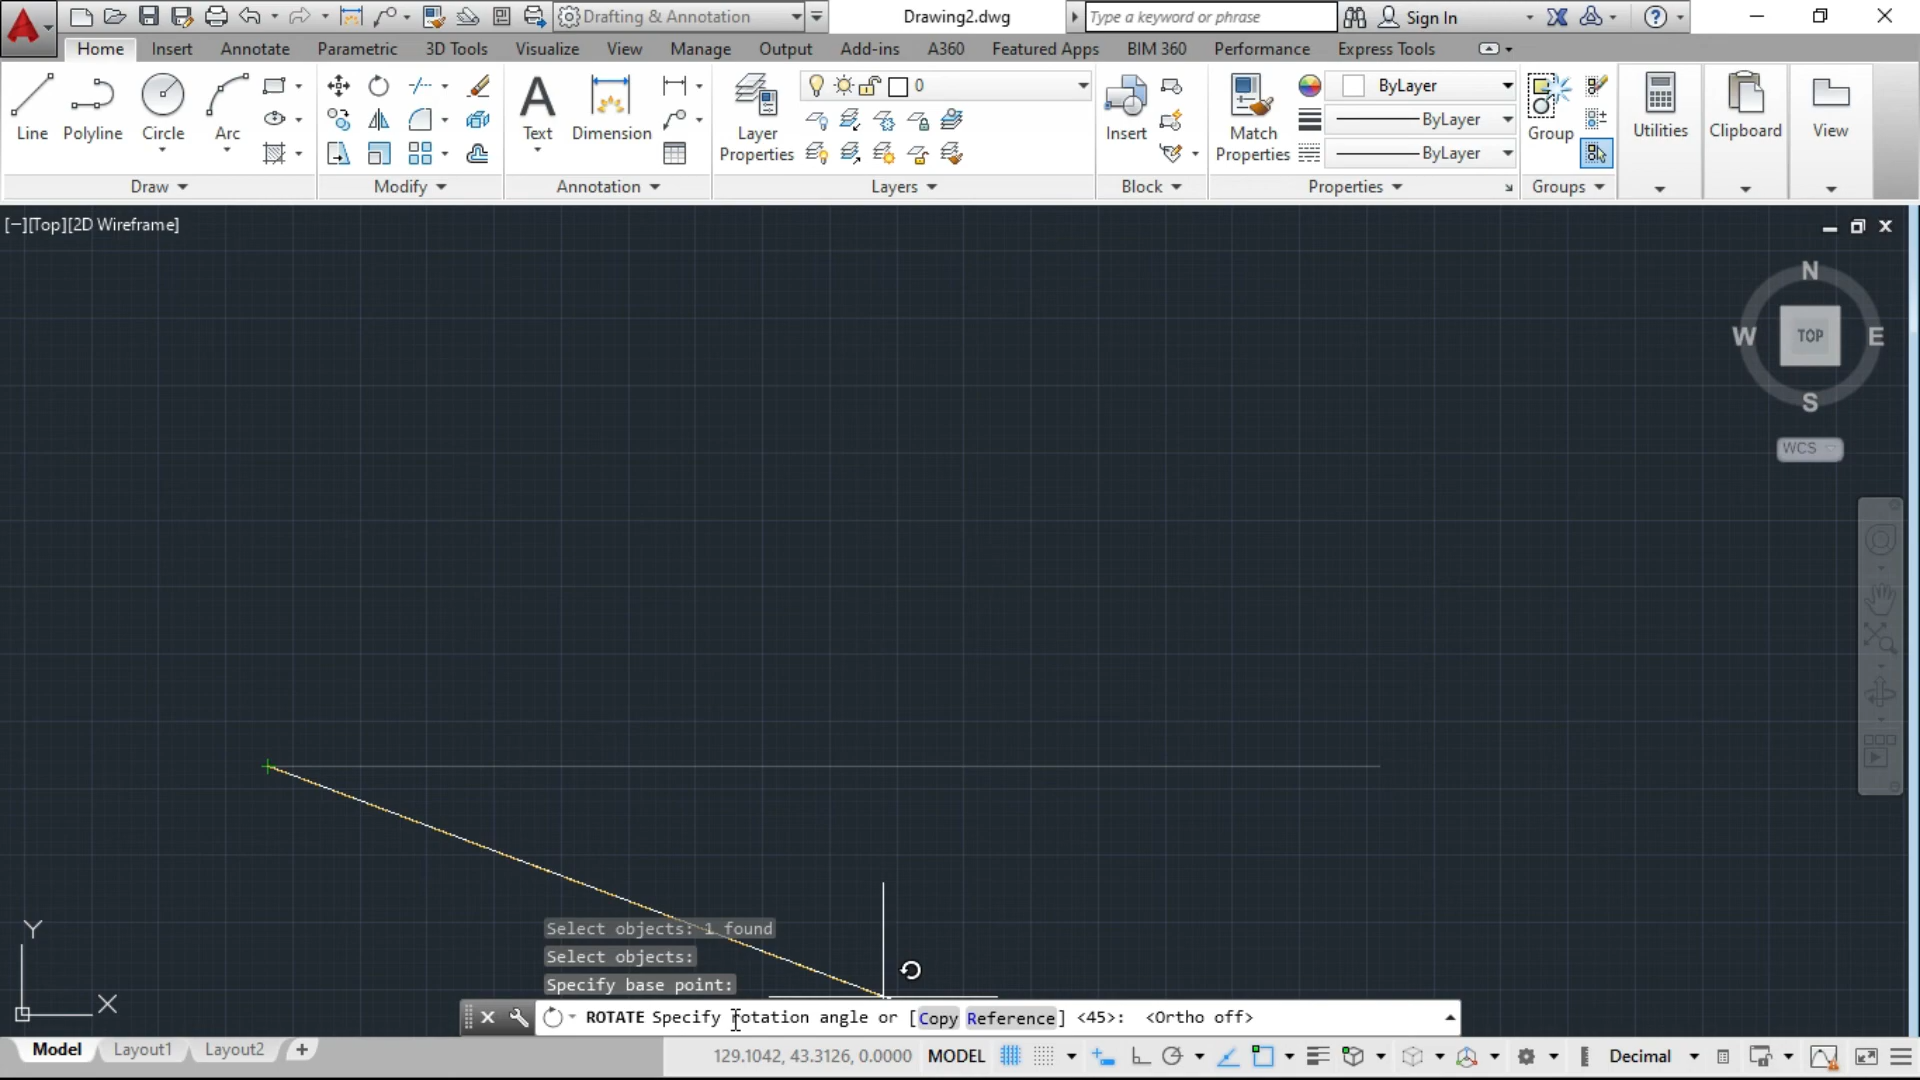 Drafting & Annotation
Drawing2.dwg
Type a keyword or phrase
Sign In
Home Insert Annotate Parametric 3D Tools Visualize View Manage Output Add-ins A360 Featured Apps BIM 360 Performance Express Tools
0
ByLayer
ByLayer
ByLayer
Line Polyline Circle Arc
A
Text Dimension
Layer Properties
Insert
Match Properties
Group
Utilities Clipboard View
Draw Modify Annotation Layers Block Properties Groups
[−][Top][2D Wireframe]
N
W TOP E
S
WCS
Y
X
Select objects: 1 found
Select objects:
Specify base point:
ROTATE Specify rotation angle or [Copy Reference] <45>: <Ortho off>
Model Layout1 Layout2 +
129.1042, 43.3126, 0.0000 MODEL Decimal